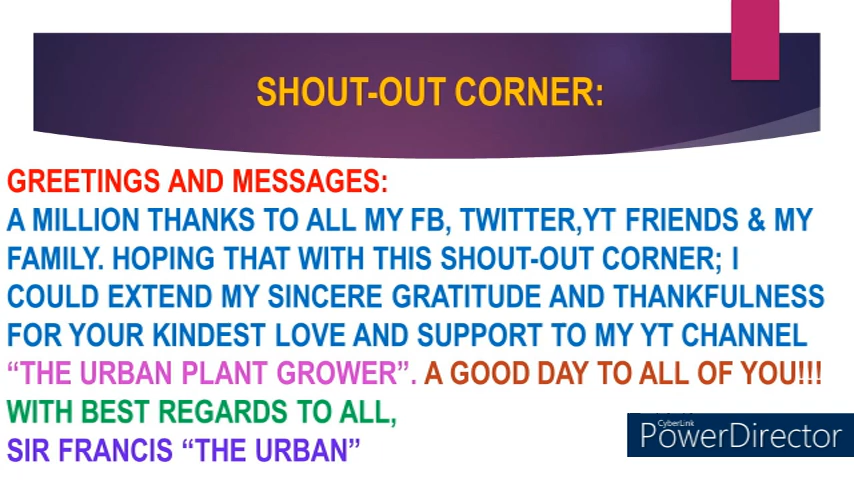 SHOUT-OUT CORNER:
GREETINGS AND MESSAGES:
A MILLION THANKS TO ALL MY FB, TWITTER,YT FRIENDS & MY
FAMILY. HOPING THAT WITH THIS SHOUT-OUT CORNER; I
COULD EXTEND MY SINCERE GRATITUDE AND THANKFULNESS
FOR YOUR KINDEST LOVE AND SUPPORT TO MY YT CHANNEL
“THE URBAN PLANT GROWER”. A GOOD DAY TO ALL OF YOU!!!
WITH BEST REGARDS TO ALL,
SIR FRANCIS “THE URBAN”
CyberLink
PowerDirector